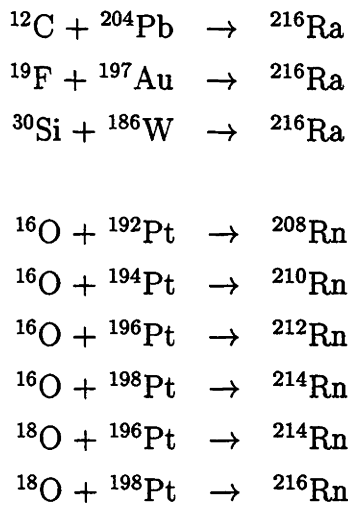 ¹²C + ²⁰⁴Pb → ²¹⁶Ra
¹⁹F + ¹⁹⁷Au → ²¹⁶Ra
³⁰Si + ¹⁸⁶W → ²¹⁶Ra
¹⁶O + ¹⁹²Pt → ²⁰⁸Rn
¹⁶O + ¹⁹⁴Pt → ²¹⁰Rn
¹⁶O + ¹⁹⁶Pt → ²¹²Rn
¹⁶O + ¹⁹⁸Pt → ²¹⁴Rn
¹⁸O + ¹⁹⁶Pt → ²¹⁴Rn
¹⁸O + ¹⁹⁸Pt → ²¹⁶Rn